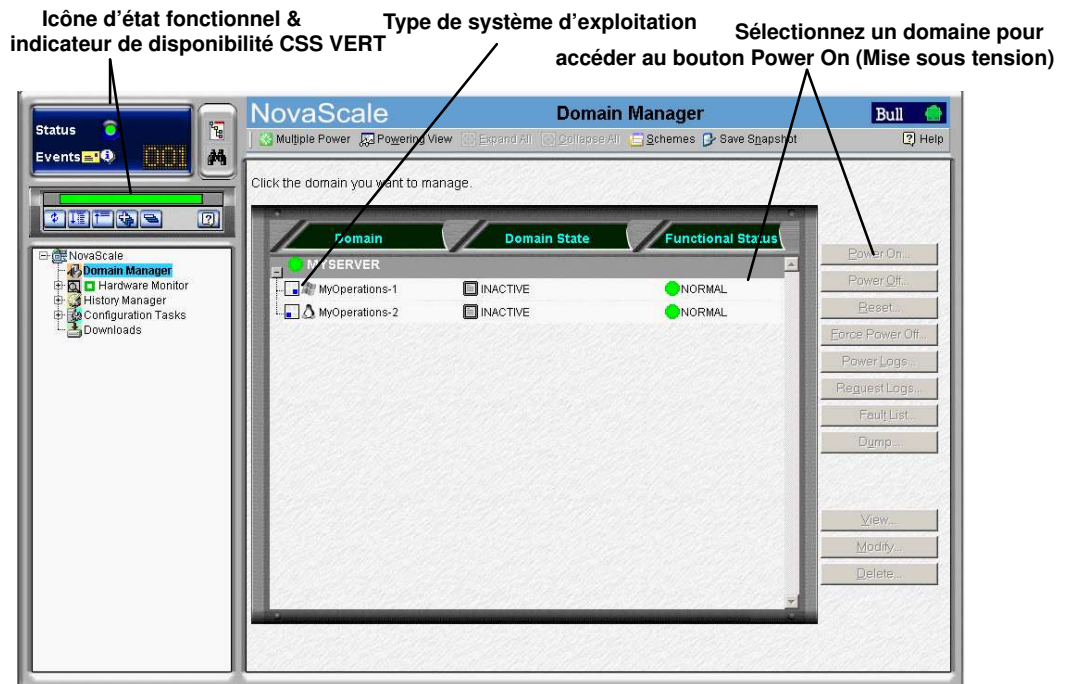 Icône d'état fonctionnel &
indicateur de disponibilité CSS VERT
Type de système d'exploitation
Sélectionnez un domaine pour
accéder au bouton Power On (Mise sous tension)
Status
Events
001
NovaScale
Domain Manager
Bull
Multiple Power
Powering View
Expand All
Collapse All
Schemes
Save Snapshot
Help
Click the domain you want to manage.
NovaScale
Domain Manager
Hardware Monitor
History Manager
Configuration Tasks
Downloads
Domain
Domain State
Functional Status
MYSERVER
MyOperations-1
INACTIVE
NORMAL
MyOperations-2
INACTIVE
NORMAL
Power On...
Power Off...
Reset...
Force Power Off...
Power Logs...
Request Logs...
Fault List...
Dump...
View...
Modify...
Delete...